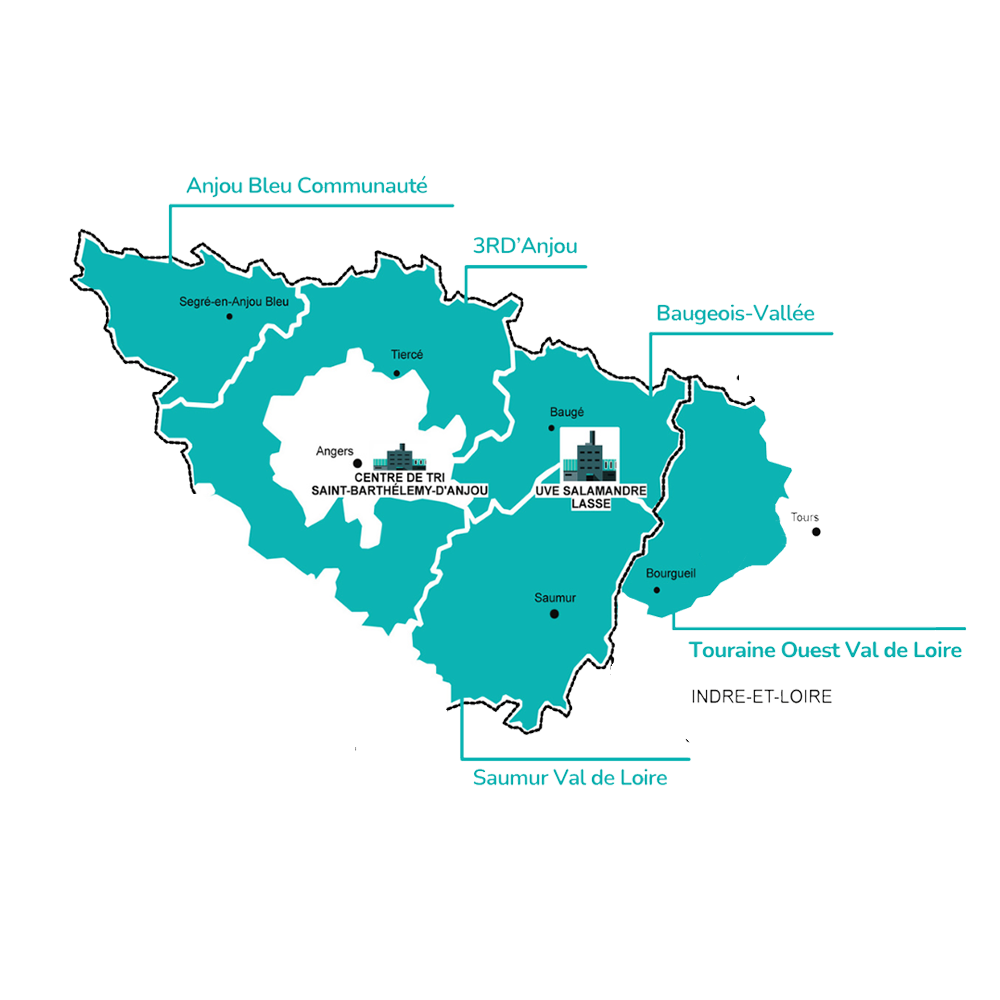 Anjou Bleu Communauté
3RD'Anjou
Segré-en-Anjou Bleu
Baugeois-Vallée
Tiercé
Baugé
Angers
CENTRE DE TRI
SAINT-BARTHÉLEMY-D'ANJOU
UVE SALAMANDRE
LASSE
Tours
Bourgueil
Saumur
Touraine Ouest Val de Loire
INDRE-ET-LOIRE
Saumur Val de Loire